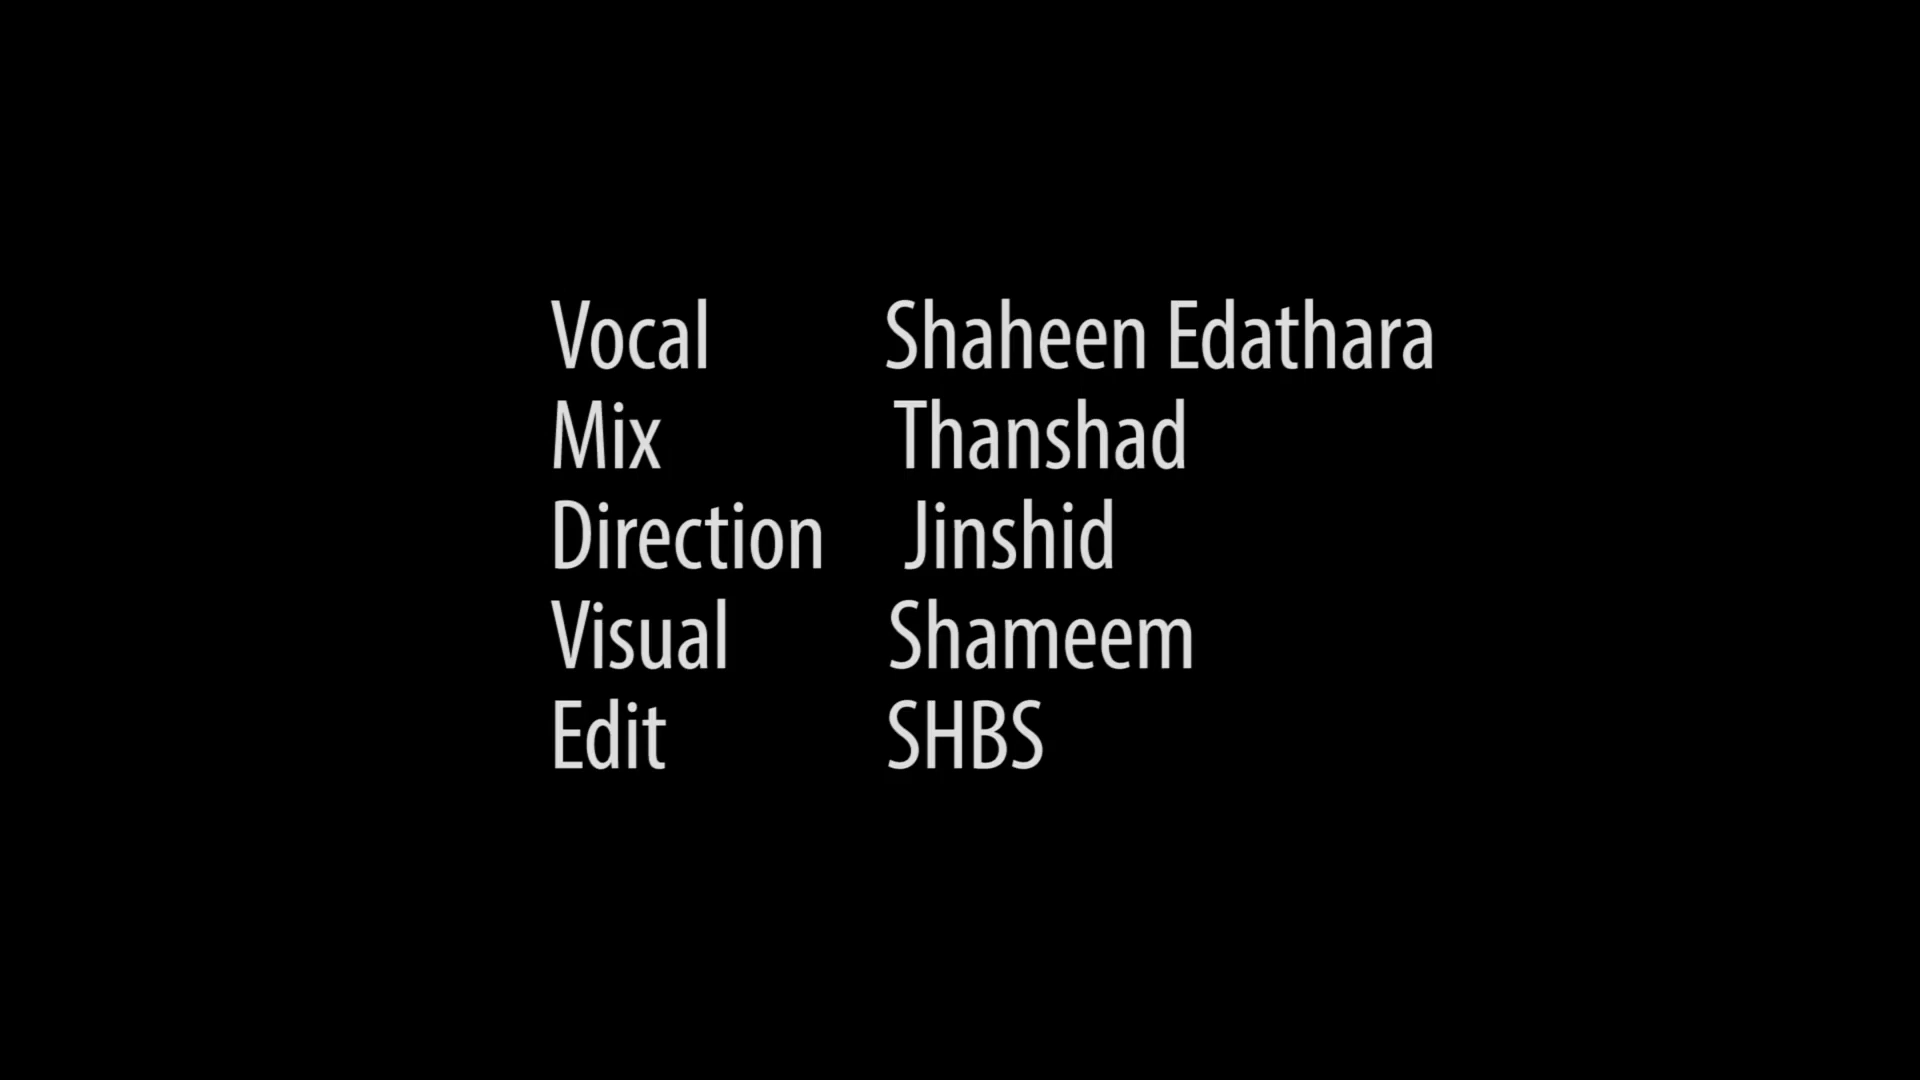 Vocal Shaheen Edathara
Mix Thanshad
Direction Jinshid
Visual Shameem
Edit SHBS